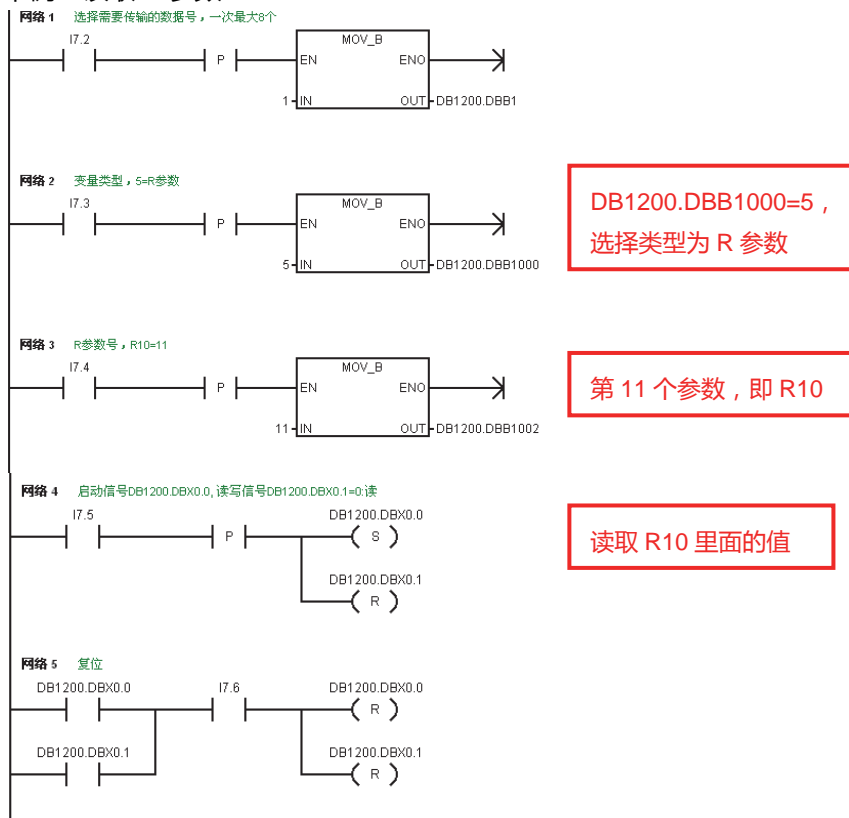 网络 1 选择需要传输的数据号，一次最大8个
I7.2
P
MOV_B
EN ENO
1 IN OUT DB1200.DBB1
网络 2 变量类型，5=R参数
I7.3
P
MOV_B
EN ENO
5 IN OUT DB1200.DBB1000
DB1200.DBB1000=5，
选择类型为 R 参数
网络 3 R参数号，R10=11
I7.4
P
MOV_B
EN ENO
11 IN OUT DB1200.DBB1002
第 11 个参数，即 R10
网络 4 启动信号DB1200.DBX0.0, 读写信号DB1200.DBX0.1=0:读
I7.5 DB1200.DBX0.0
P S
DB1200.DBX0.1
R
读取 R10 里面的值
网络 5 复位
DB1200.DBX0.0 I7.6 DB1200.DBX0.0
R
DB1200.DBX0.1 DB1200.DBX0.1
R